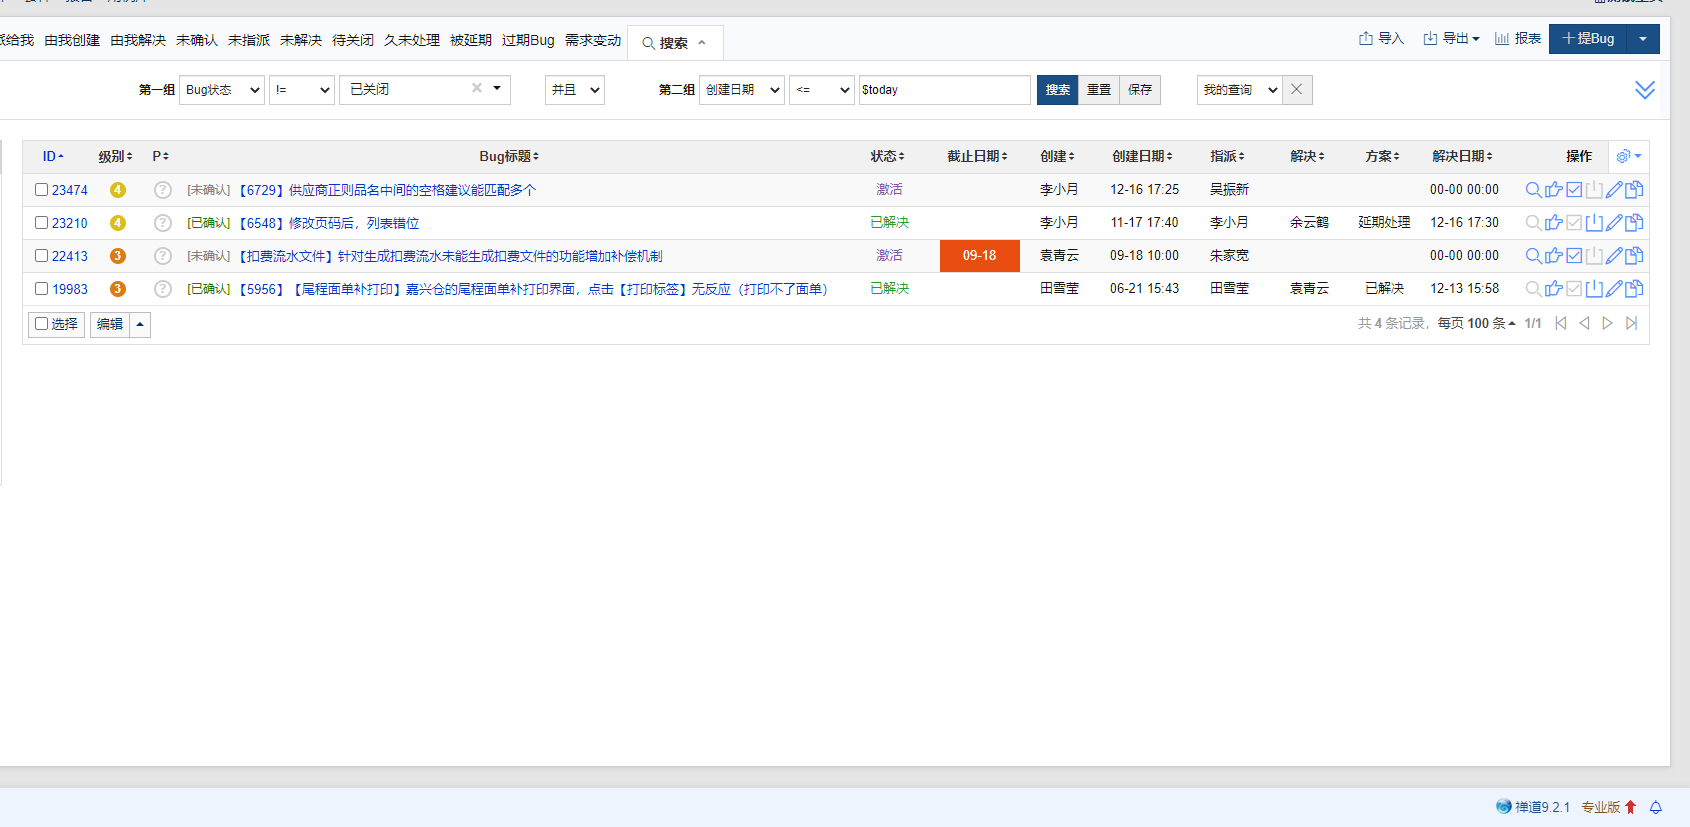 派给我 由我创建 由我解决 未确认 未指派 未解决 待关闭 久未处理 被延期 过期Bug 需求变动 搜索 导入 导出 报表 提Bug
第一组 Bug状态 != 已关闭 并且 第二组 创建日期 <= $today 搜索 重置 保存 我的查询
ID 级别 P Bug标题 状态 截止日期 创建 创建日期 指派 解决 方案 解决日期 操作
23474 4 ? [未确认] 【6729】供应商正则品名中间的空格建议能匹配多个 激活 李小月 12-16 17:25 吴振新 00-00 00:00
23210 4 ? [已确认] 【6548】修改页码后，列表错位 已解决 李小月 11-17 17:40 李小月 余云鹤 延期处理 12-16 17:30
22413 3 ? [未确认] 【扣费流水文件】针对生成扣费流水未能生成扣费文件的功能增加补偿机制 激活 09-18 袁青云 09-18 10:00 朱家宽 00-00 00:00
19983 3 ? [已确认] 【5956】【尾程面单补打印】嘉兴仓的尾程面单补打印界面，点击【打印标签】无反应（打印不了面单） 已解决 田雪莹 06-21 15:43 田雪莹 袁青云 已解决 12-13 15:58
选择 编辑 共 4 条记录，每页 100 条 1/1
禅道9.2.1 专业版